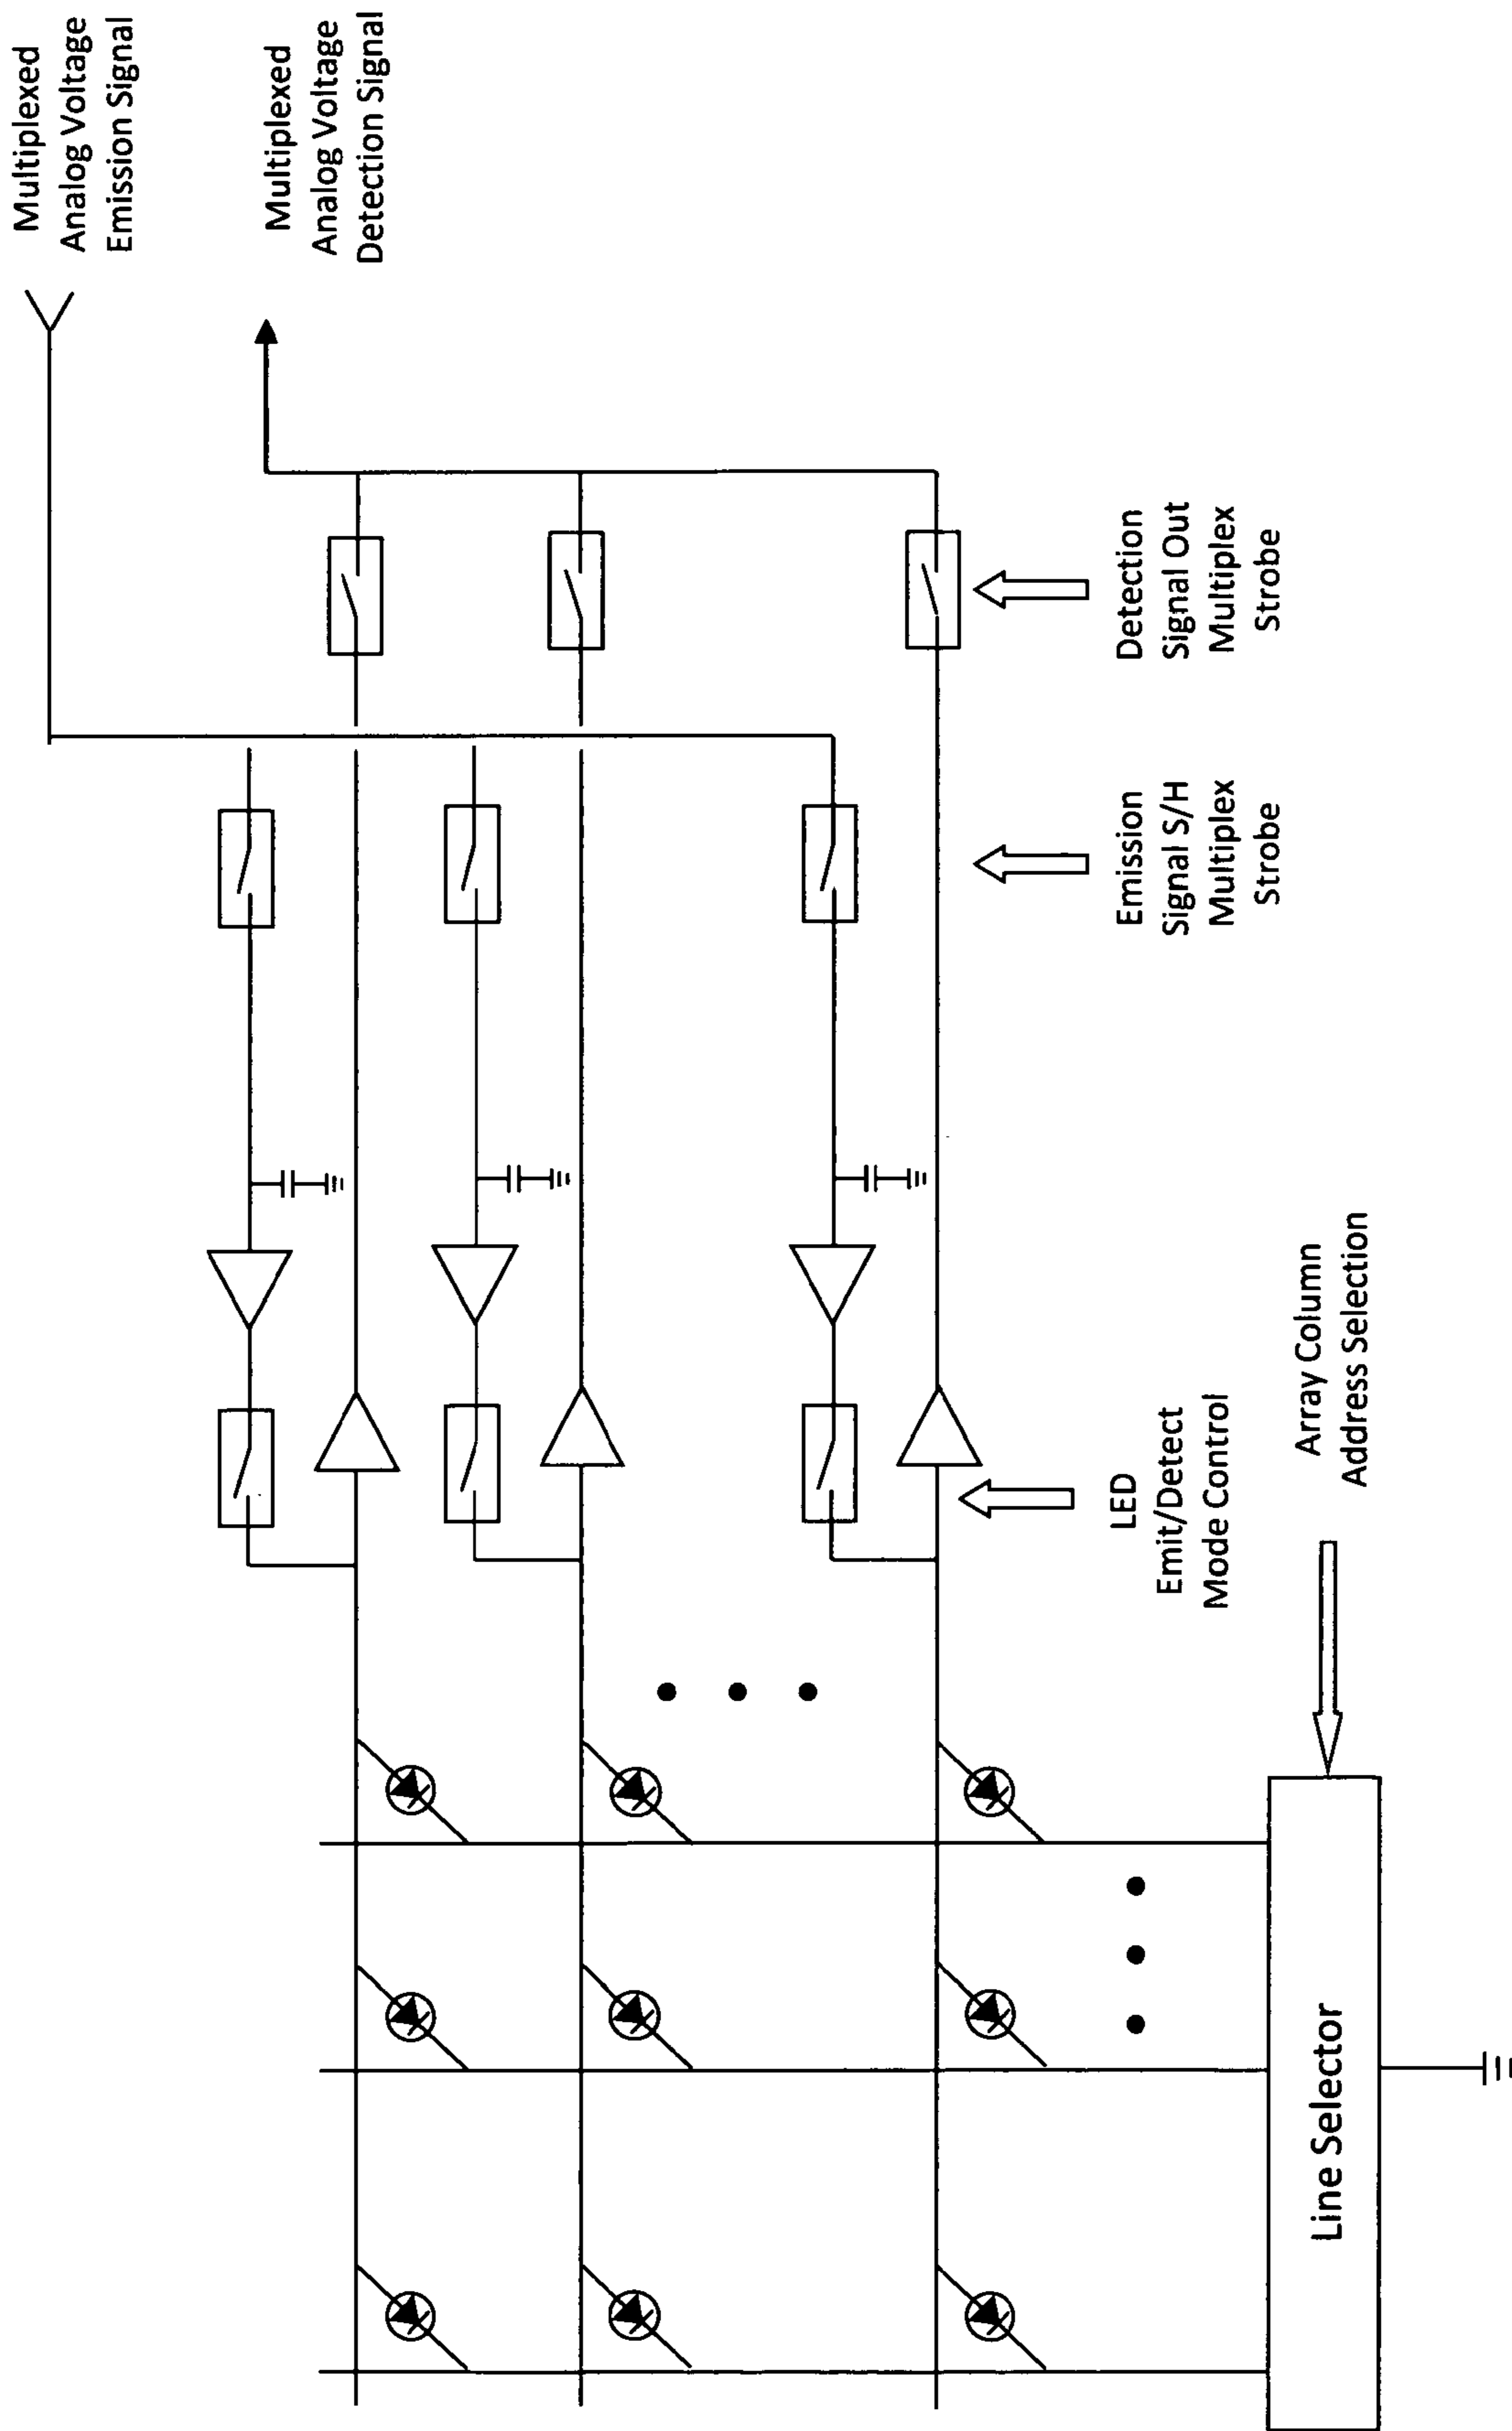 Multiplexed
Analog Voltage
Emission Signal
Multiplexed
Analog Voltage
Detection Signal
Detection
Signal Out
Multiplex
Strobe
Emission
Signal S/H
Multiplex
Strobe
LED
Emit/Detect
Mode Control
Array Column
Address Selection
Line Selector